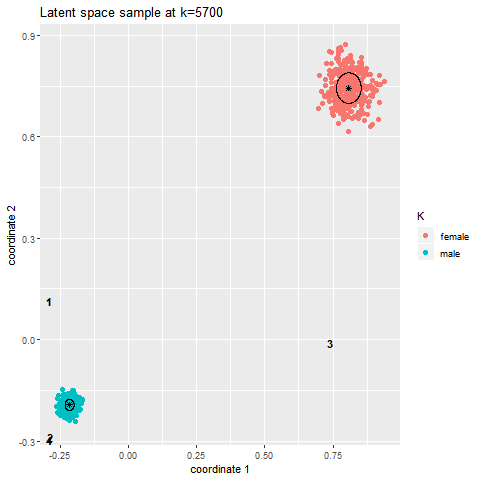 Latent space sample at k=5700
0.9
0.6
0.3
0.0
-0.3
coordinate 2
1
3
2
-0.25
0.00
0.25
0.50
0.75
coordinate 1
K
female
male